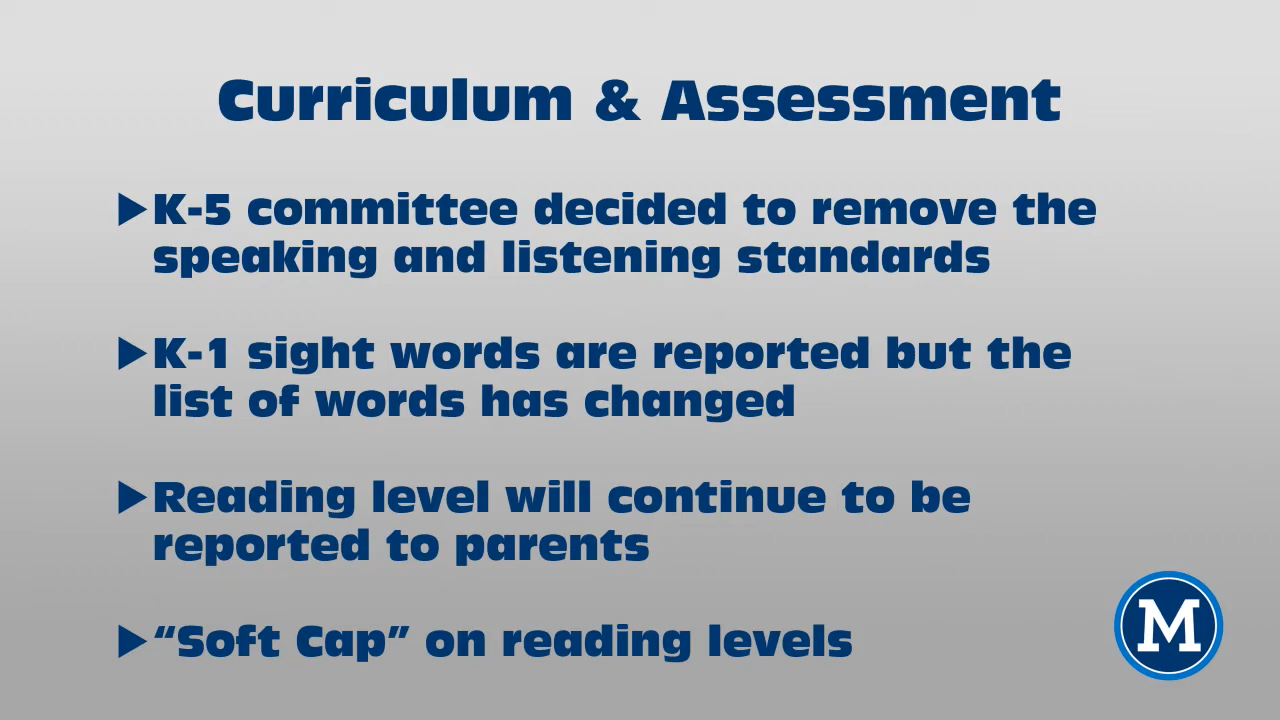 Curriculum & Assessment
▶K-5 committee decided to remove the
speaking and listening standards
▶K-1 sight words are reported but the
list of words has changed
▶Reading level will continue to be
reported to parents
▶“Soft Cap” on reading levels
M